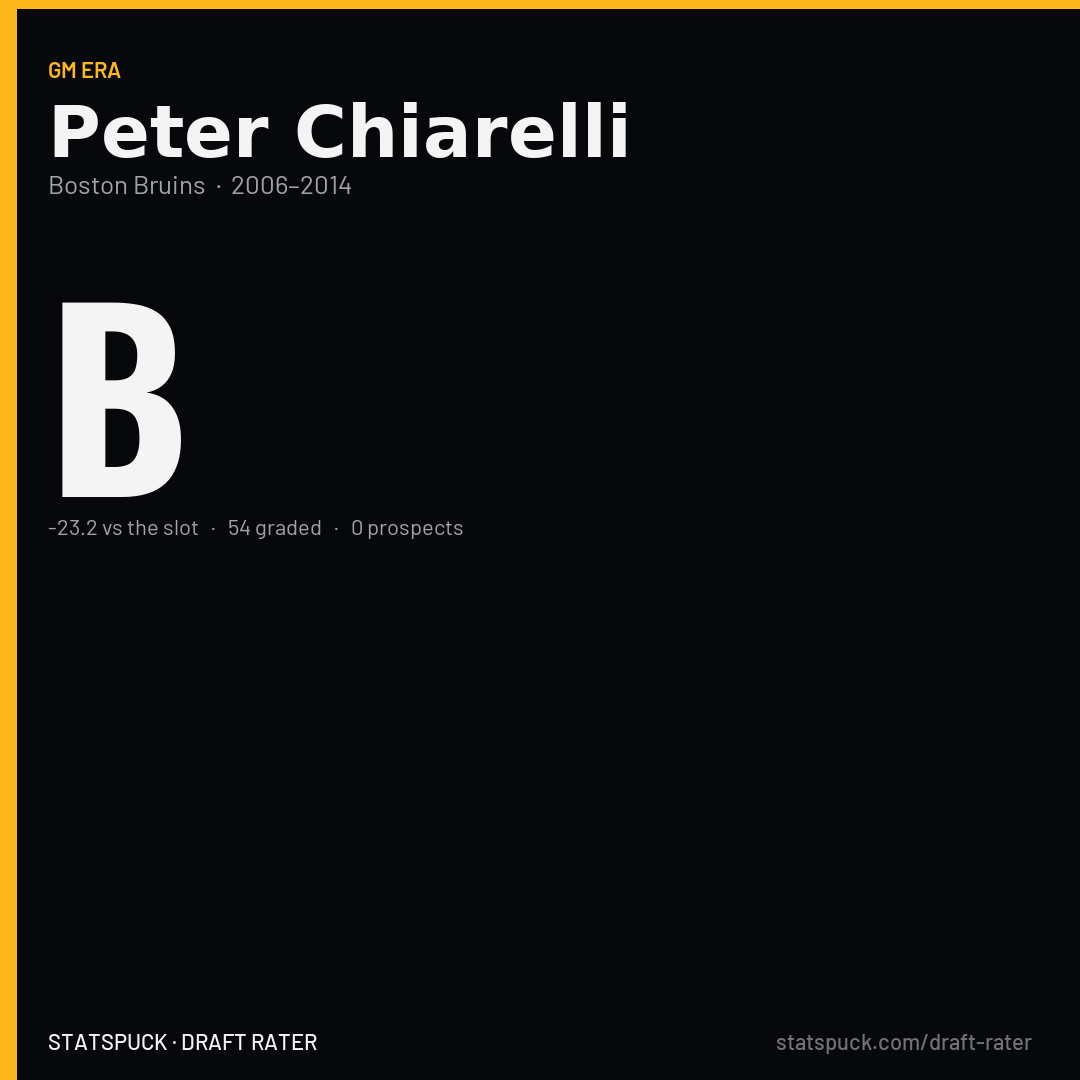 GM ERA
Peter Chiarelli
Boston Bruins · 2006–2014
B
-23.2 vs the slot · 54 graded · 0 prospects
STATSPUCK · DRAFT RATER
statspuck.com/draft-rater